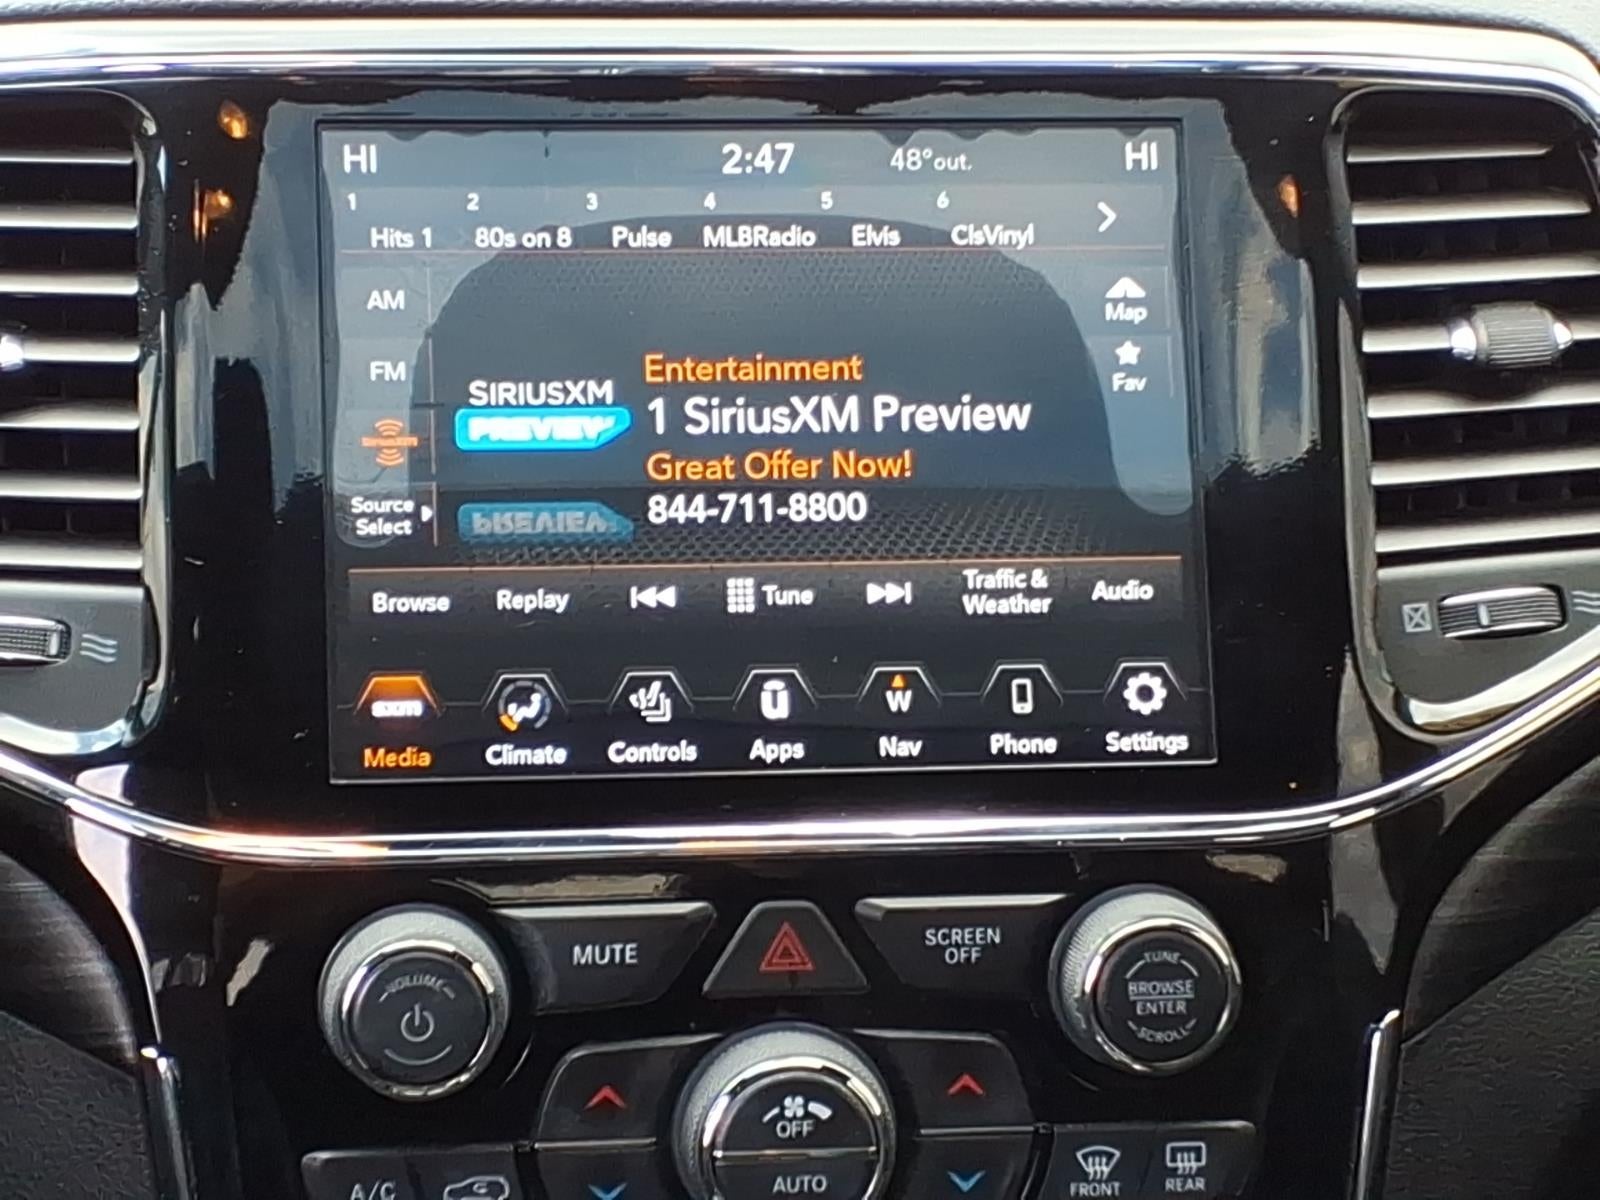 HI 2:47 48° out. HI
1 2 3 4 5 6
Hits 1 80s on 8 Pulse MLBRadio Elvis ClsVinyl
AM
Map
FM
Fav
SiriusXM
Source
Select
SIRIUSXM
PREVIEW
Entertainment
1 SiriusXM Preview
Great Offer Now!
844-711-8800
Browse Replay Tune Traffic &
Weather Audio
sxm
u
W
Media Climate Controls Apps Nav Phone Settings
VOLUME
MUTE
SCREEN
OFF
TUNE
BROWSE
ENTER
SCROLL
OFF
AUTO
A/C
FRONT
REAR